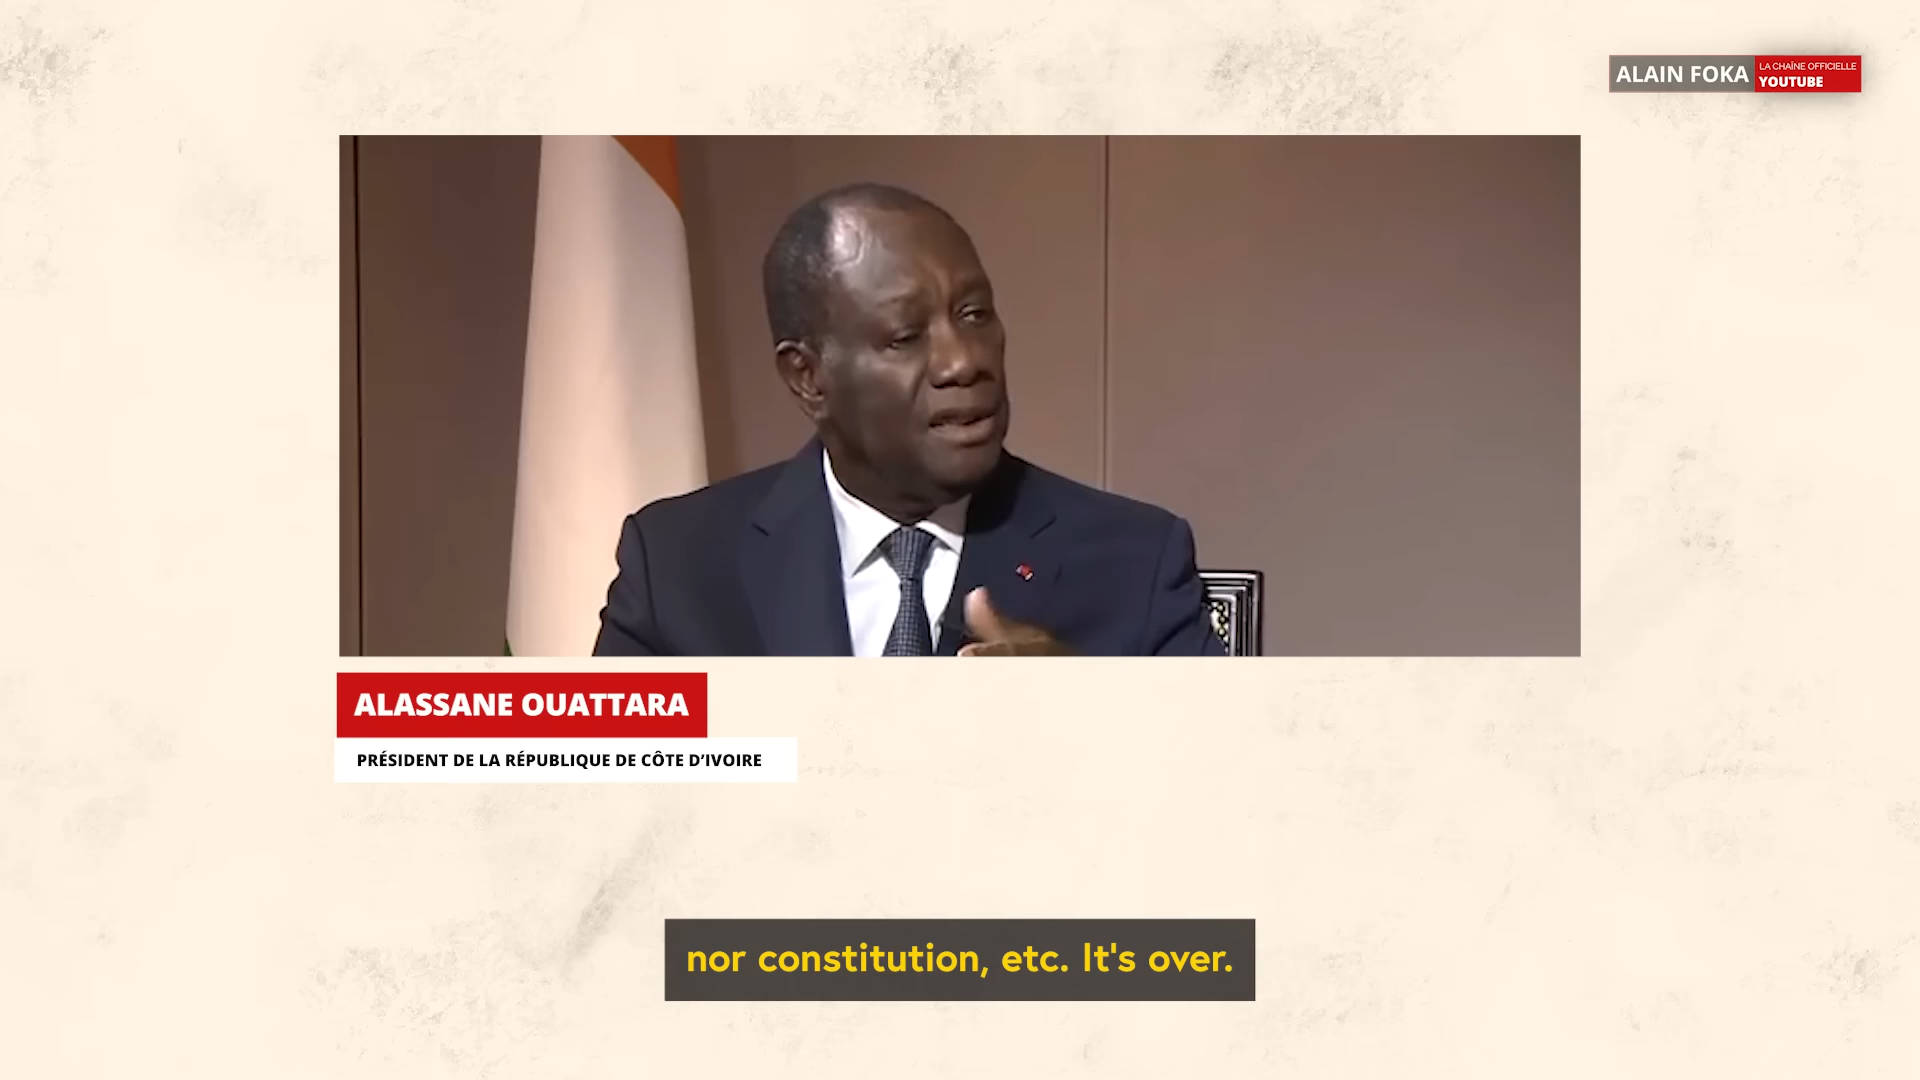 ALAIN FOKA
LA CHAÎNE OFFICIELLE
YOUTUBE
ALASSANE OUATTARA
PRÉSIDENT DE LA RÉPUBLIQUE DE CÔTE D'IVOIRE
nor constitution, etc. It's over.